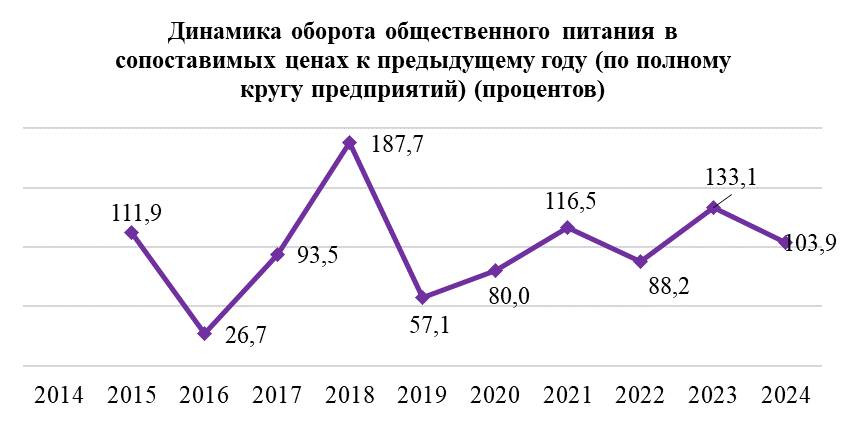 Динамика оборота общественного питания в
сопоставимых ценах к предыдущему году (по полному
кругу предприятий) (процентов)
187,7
133,1
111,9
116,5
93,5
103,9
88,2
80,0
57,1
26,7
2014 2015 2016 2017 2018 2019 2020 2021 2022 2023 2024